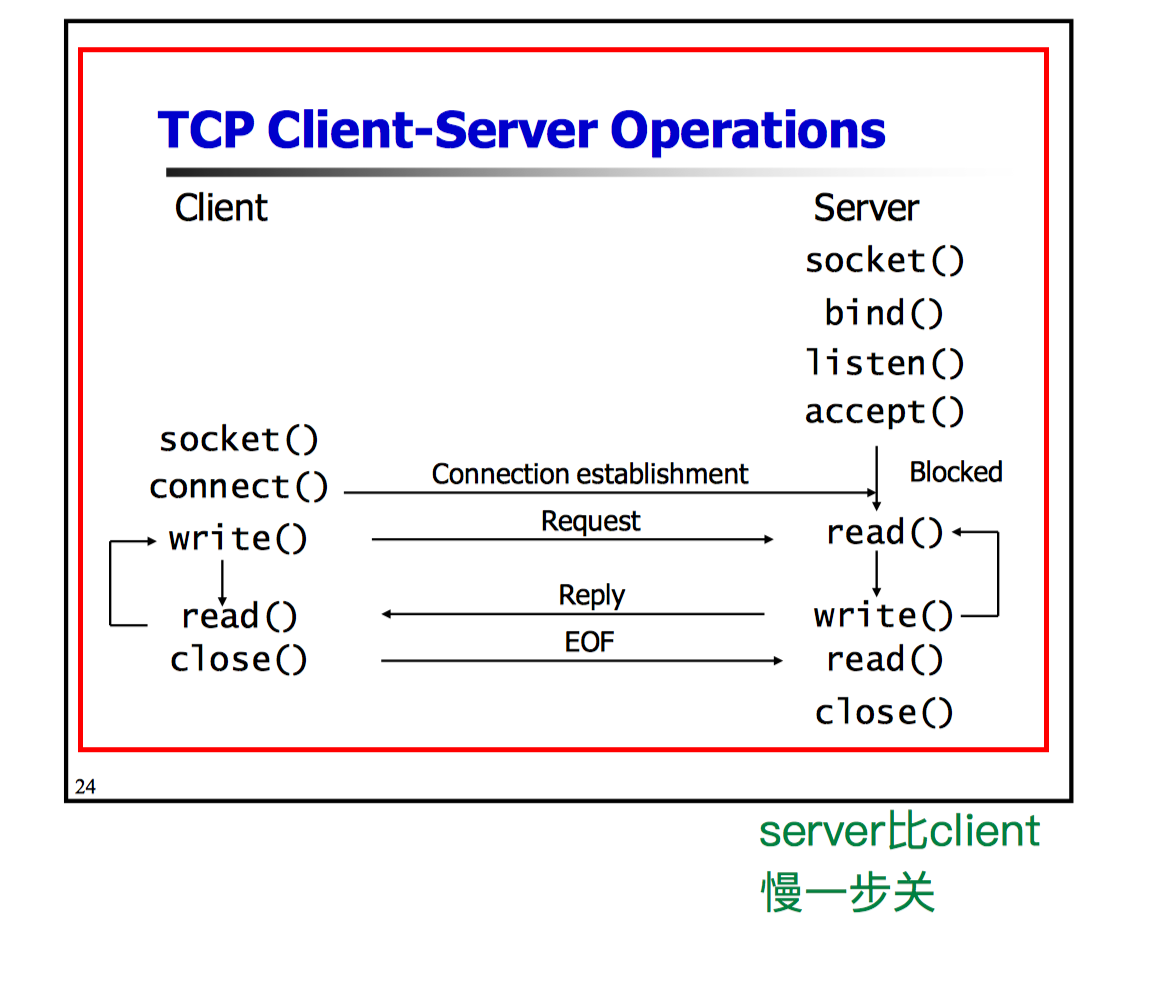 TCP Client-Server Operations
Client
Server
socket()
bind()
listen()
accept()
socket()
Blocked
connect()
Connection establishment
write()
Request
read()
read()
Reply
write()
close()
EOF
read()
close()
24
server比client
慢一步关